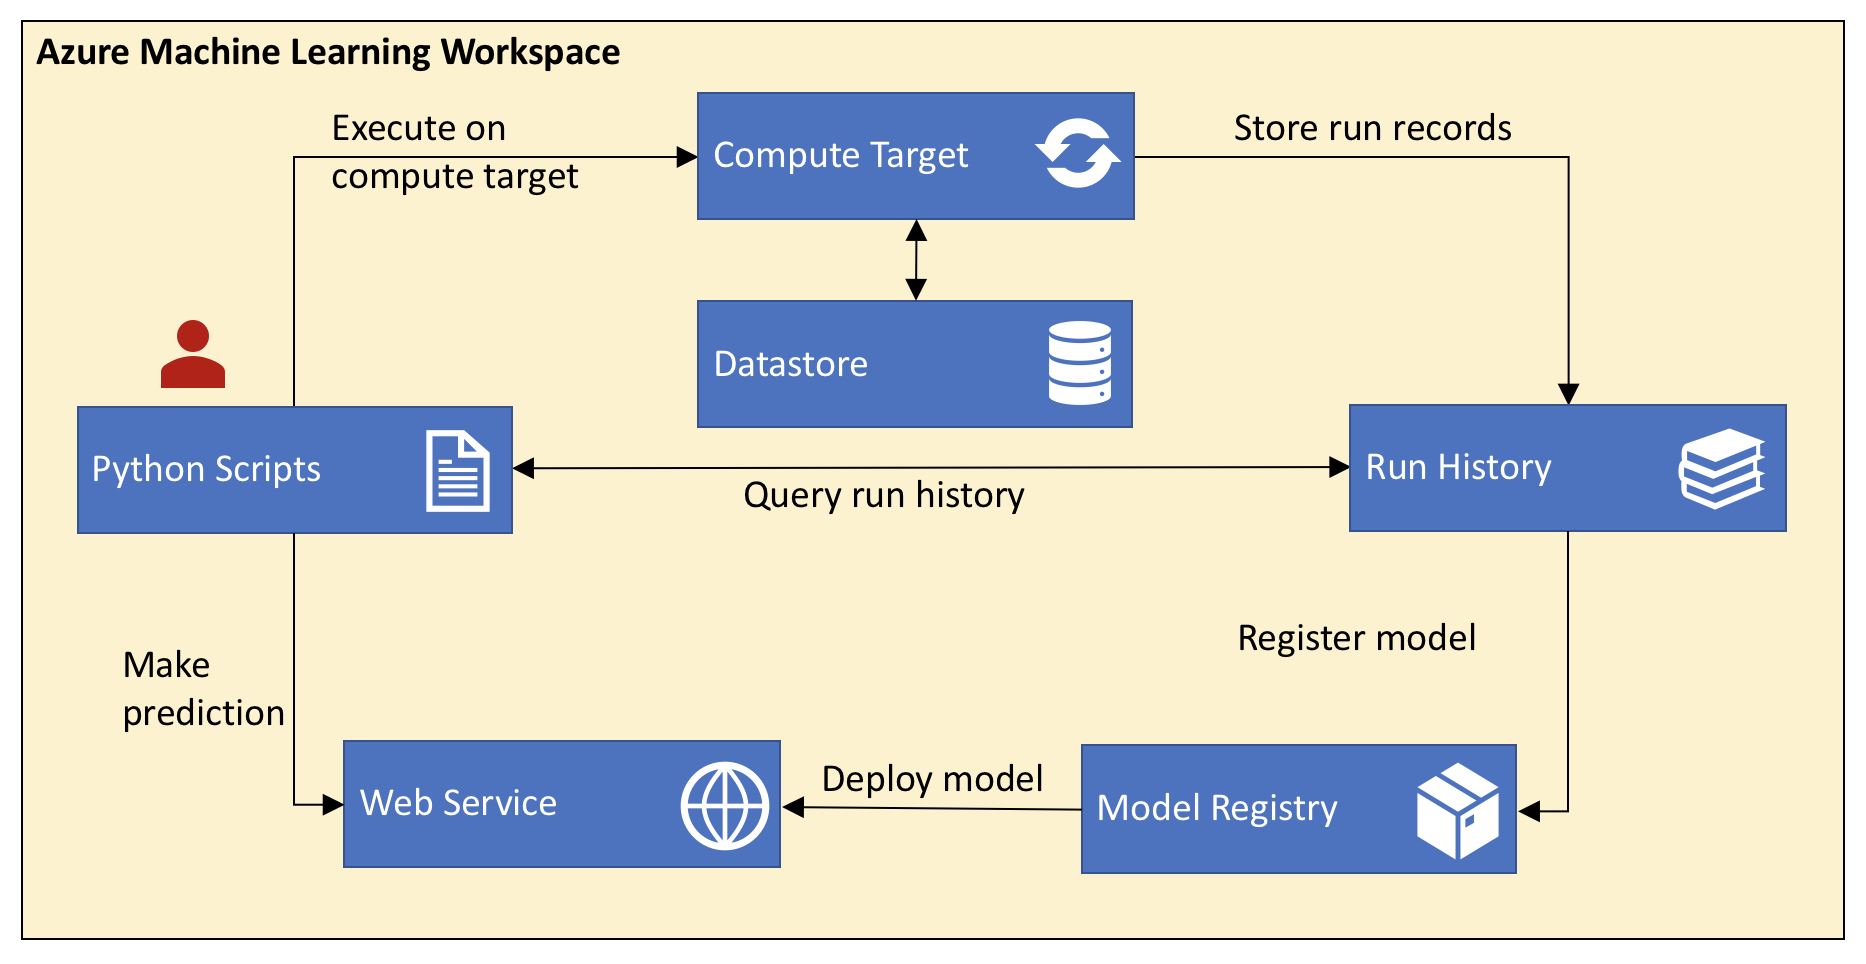 Azure Machine Learning Workspace
Execute on
compute target
Compute Target
Store run records
Datastore
Python Scripts
Query run history
Run History
Make
prediction
Register model
Web Service
Deploy model
Model Registry